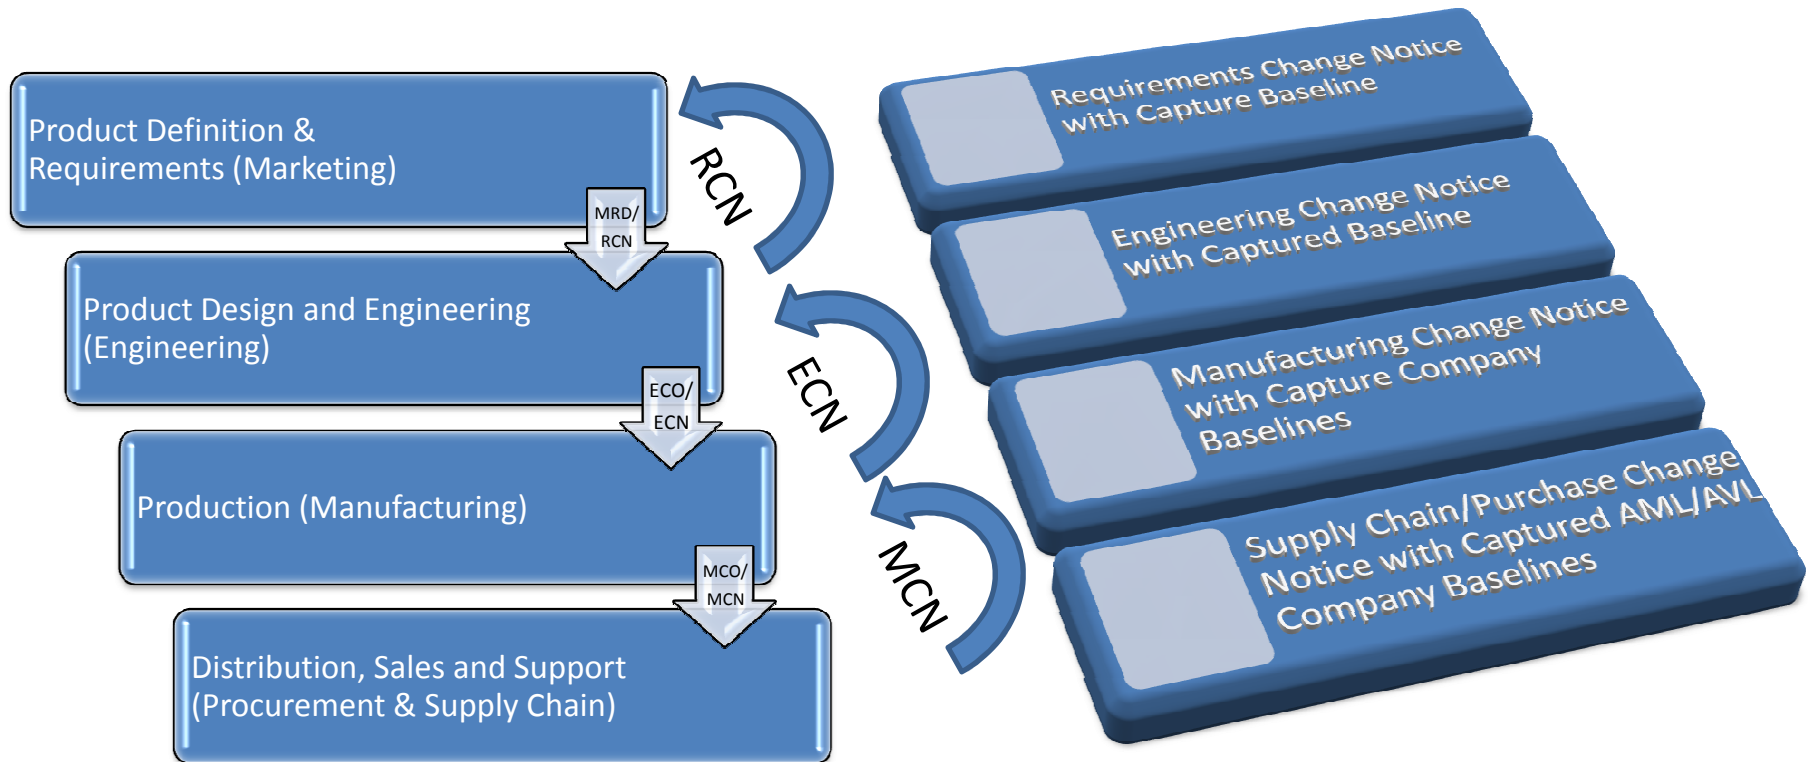 Product Definition &
Requirements (Marketing)
MRD/
RCN
Product Design and Engineering
(Engineering)
ECO/
ECN
Production (Manufacturing)
MCO/
MCN
Distribution, Sales and Support
(Procurement & Supply Chain)
RCN
ECN
MCN
Requirements Change Notice
with Capture Baseline
Engineering Change Notice
with Captured Baseline
Manufacturing Change Notice
with Capture Company
Baselines
Supply Chain/Purchase Change
Notice with Captured AML/AVL
Company Baselines